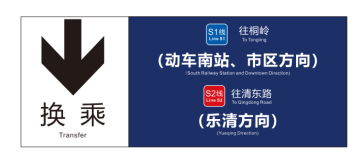 换乘
Transfer
S1线
Line S1
往桐岭
To Tongling
(动车南站、市区方向)
(South Railway Station and Downtown Direction)
S2线
Line S2
往清东路
To Qingdong Road
(乐清方向)
(Yueqing Direction)